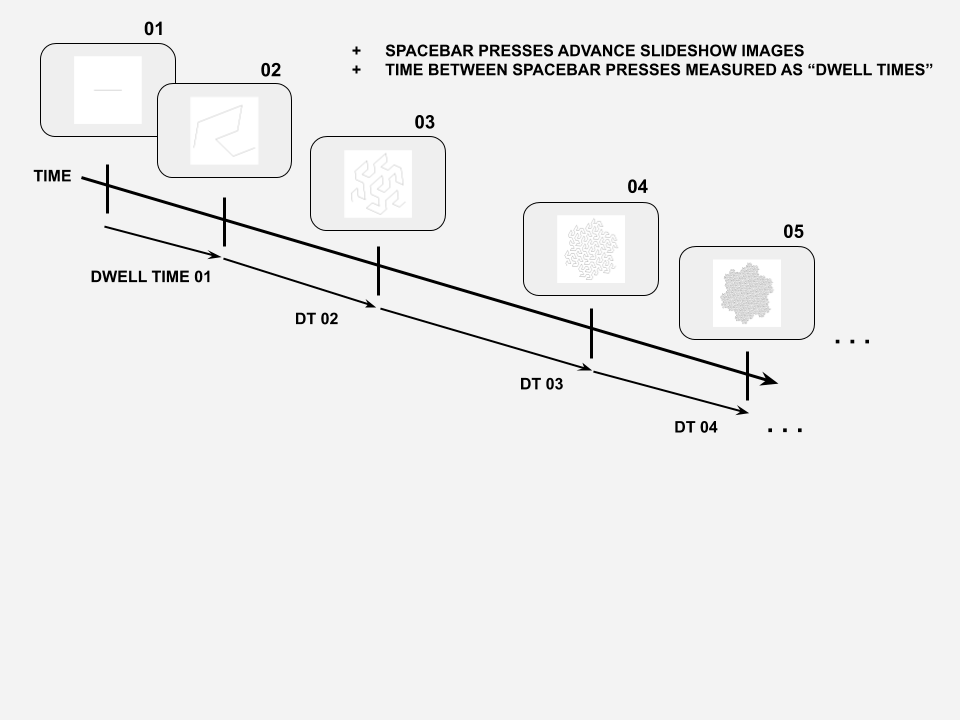 01
02
+ SPACEBAR PRESSES ADVANCE SLIDESHOW IMAGES
+ TIME BETWEEN SPACEBAR PRESSES MEASURED AS “DWELL TIMES”
03
TIME
04
05
DWELL TIME 01
DT 02
. . .
DT 03
DT 04 . . .